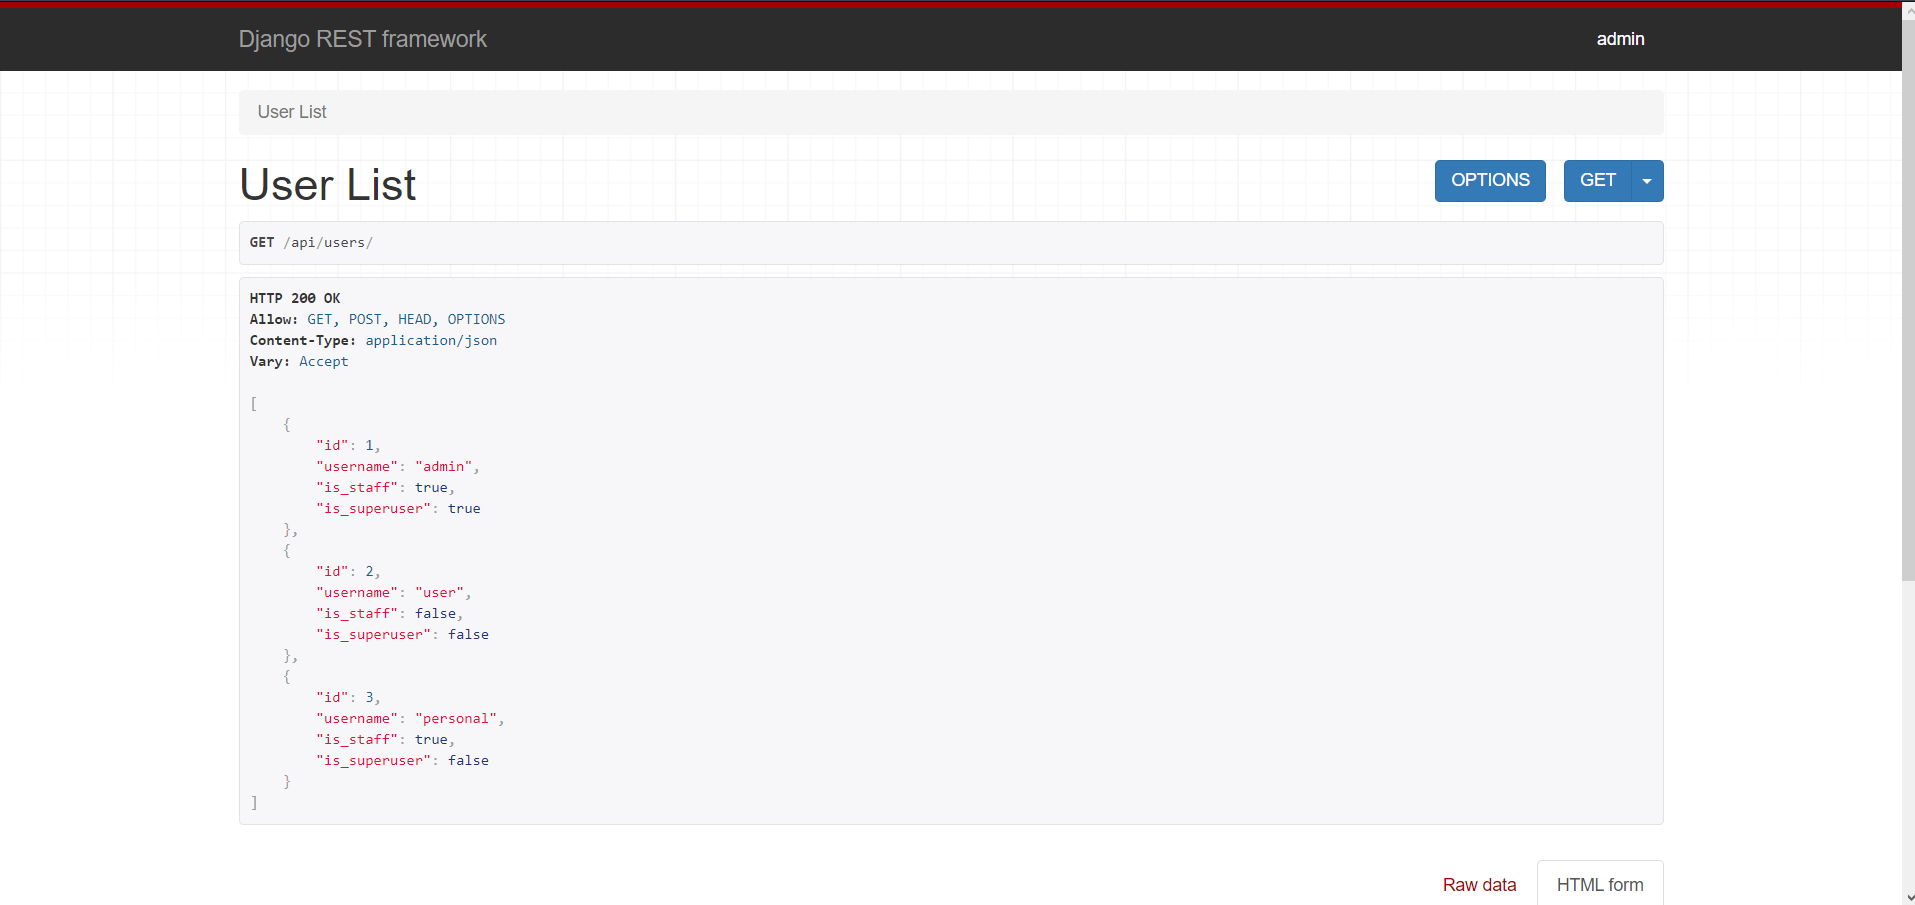 Django REST framework
admin
User List
User List
OPTIONS
GET
GET /api/users/
HTTP 200 OK
Allow: GET, POST, HEAD, OPTIONS
Content-Type: application/json
Vary: Accept
[
    {
        "id": 1,
        "username": "admin",
        "is_staff": true,
        "is_superuser": true
    },
    {
        "id": 2,
        "username": "user",
        "is_staff": false,
        "is_superuser": false
    },
    {
        "id": 3,
        "username": "personal",
        "is_staff": true,
        "is_superuser": false
    }
]
Raw data
HTML form